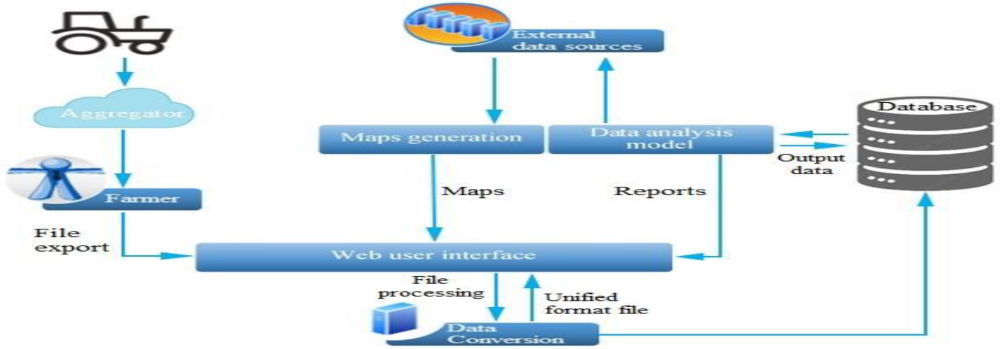 External
data sources
Aggregator
Database
Maps generation
Data analysis
model
Output
data
Farmer
Maps
Reports
File
export
Web user interface
File
processing
Unified
format file
Data
Conversion